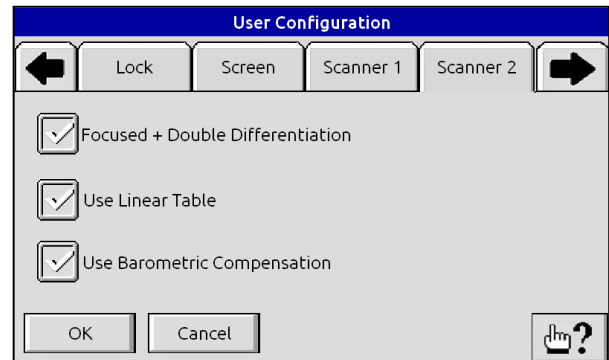 User Configuration
Lock Screen Scanner 1 Scanner 2
Focused + Double Differentiation
Use Linear Table
Use Barometric Compensation
OK Cancel ?